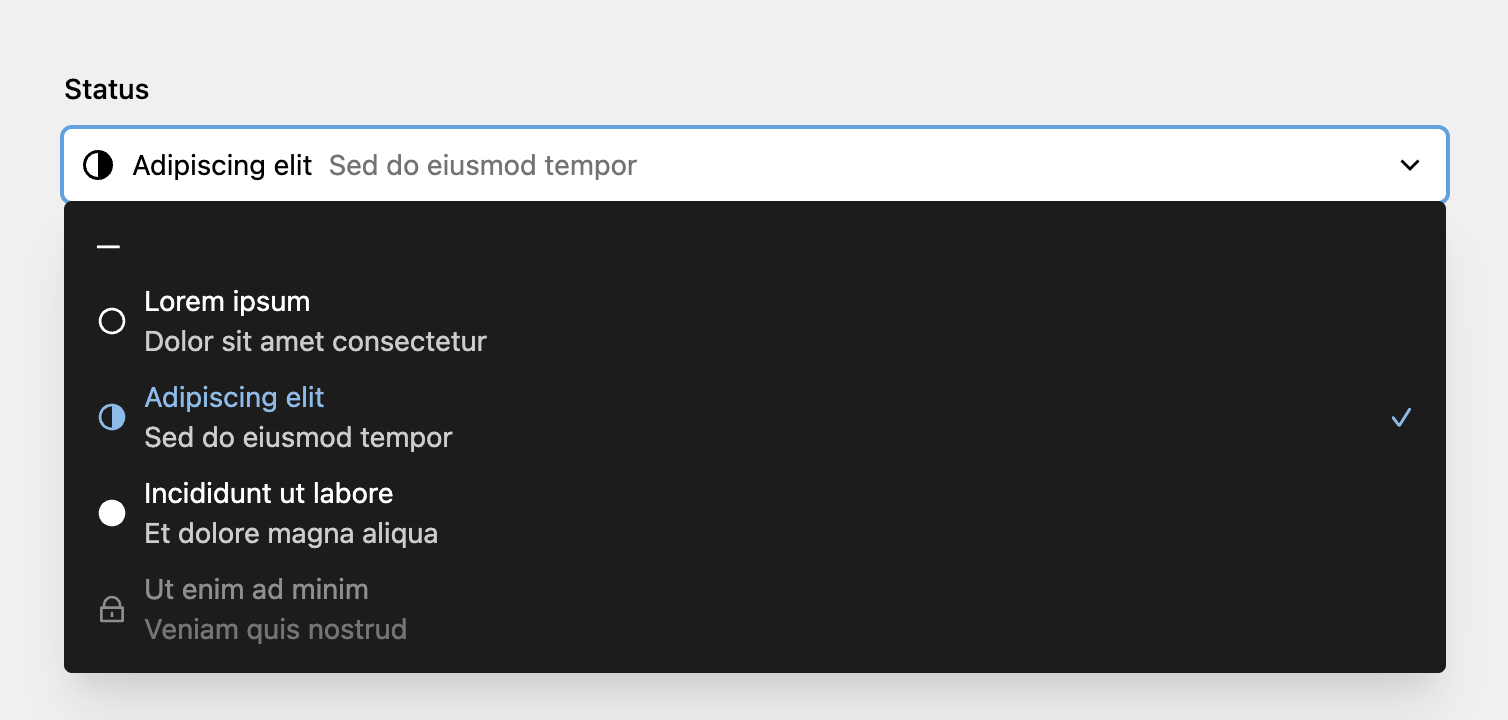 Status
Adipiscing elit Sed do eiusmod tempor
—
Lorem ipsum
Dolor sit amet consectetur
Adipiscing elit
Sed do eiusmod tempor
Incididunt ut labore
Et dolore magna aliqua
Ut enim ad minim
Veniam quis nostrud